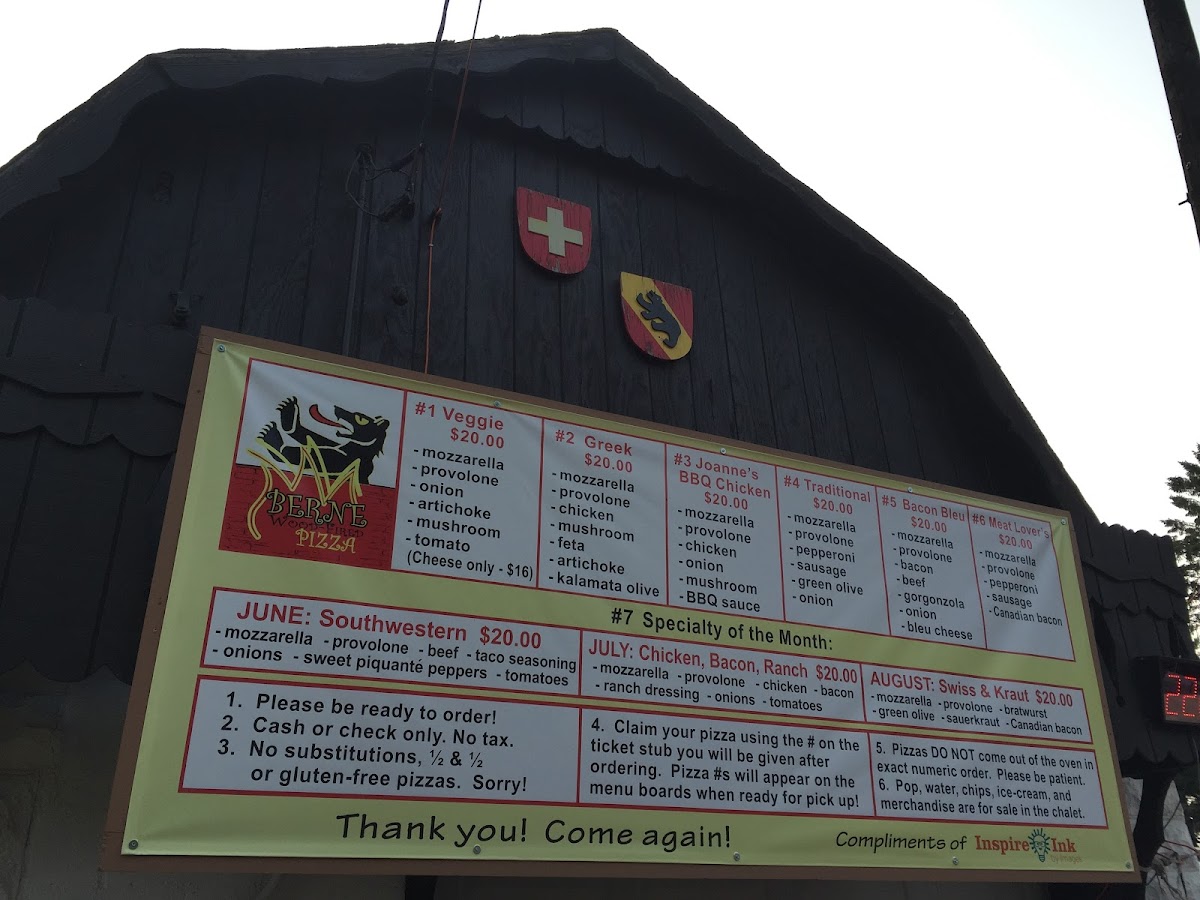 BERNE
WOOD-FIRED
PIZZA
#1 Veggie
$20.00
- mozzarella
- provolone
- onion
- artichoke
- mushroom
- tomato
(Cheese only - $16)
#2 Greek
$20.00
- mozzarella
- provolone
- chicken
- mushroom
- feta
- artichoke
- kalamata olive
#3 Joanne's
BBQ Chicken
$20.00
- mozzarella
- provolone
- chicken
- onion
- mushroom
- BBQ sauce
#4 Traditional
$20.00
- mozzarella
- provolone
- pepperoni
- sausage
- green olive
- onion
#5 Bacon Bleu
$20.00
- mozzarella
- provolone
- bacon
- beef
- gorgonzola
- onion
- bleu cheese
#6 Meat Lover's
$20.00
- mozzarella
- provolone
- pepperoni
- sausage
- Canadian bacon
#7 Specialty of the Month:
JUNE: Southwestern $20.00
- mozzarella - provolone - beef - taco seasoning
- onions - sweet piquanté peppers - tomatoes
JULY: Chicken, Bacon, Ranch $20.00
- mozzarella - provolone - chicken - bacon
- ranch dressing - onions - tomatoes
AUGUST: Swiss & Kraut $20.00
- mozzarella - provolone - bratwurst
- green olive - sauerkraut - Canadian bacon
1. Please be ready to order!
2. Cash or check only. No tax.
3. No substitutions, ½ & ½
or gluten-free pizzas. Sorry!
4. Claim your pizza using the # on the
ticket stub you will be given after
ordering. Pizza #s will appear on the
menu boards when ready for pick up!
5. Pizzas DO NOT come out of the oven in
exact numeric order. Please be patient.
6. Pop, water, chips, ice-cream, and
merchandise are for sale in the chalet.
Thank you! Come again!
Compliments of Inspire Ink
22